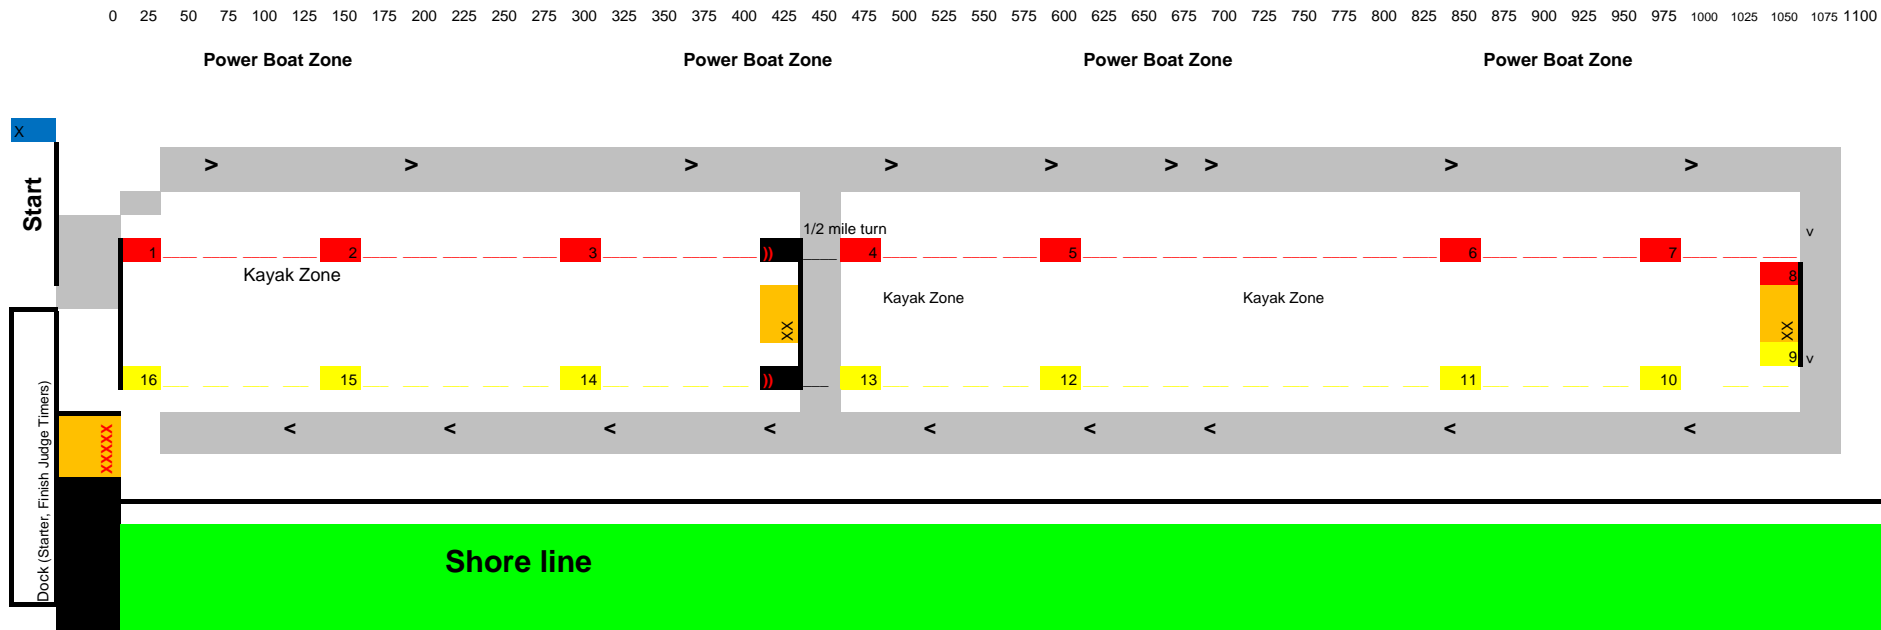 0 25 50 75 100 125 150 175 200 225 250 275 300 325 350 375 400 425 450 475 500 525 550 575 600 625 650 675 700 725 750 775 800 825 850 875 900 925 950 975 1000 1025 1050 1075 1100
Power Boat Zone Power Boat Zone Power Boat Zone Power Boat Zone
X
> > > > > > > > >
Start
1/2 mile turn
v
1 2 3 )) 4 5 6 7
Kayak Zone
8
Kayak Zone Kayak Zone
XX XX
9 v
16 15 14 )) 13 12 11 10
< < < < < < < < <
XXXXX
Dock (Starter, Finish Judge Timers)
Shore line